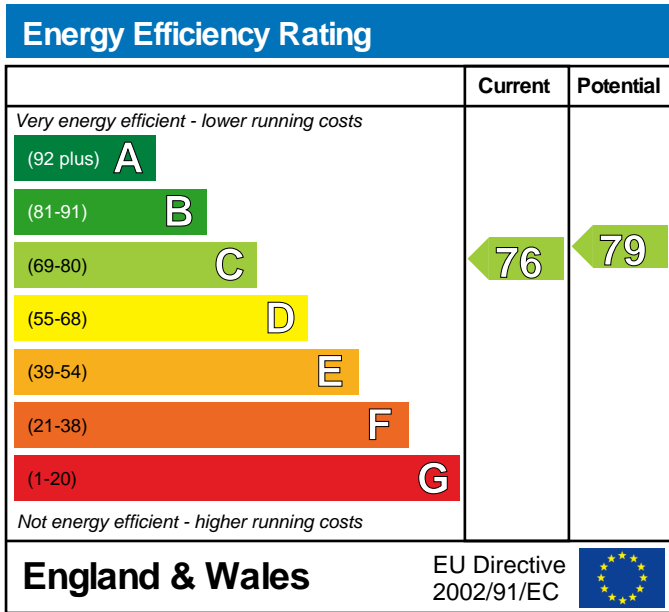 Energy Efficiency Rating
Current Potential
Very energy efficient - lower running costs
(92 plus) A
(81-91) B
(69-80) C
76 79
(55-68) D
(39-54) E
(21-38) F
(1-20) G
Not energy efficient - higher running costs
England & Wales
EU Directive
2002/91/EC